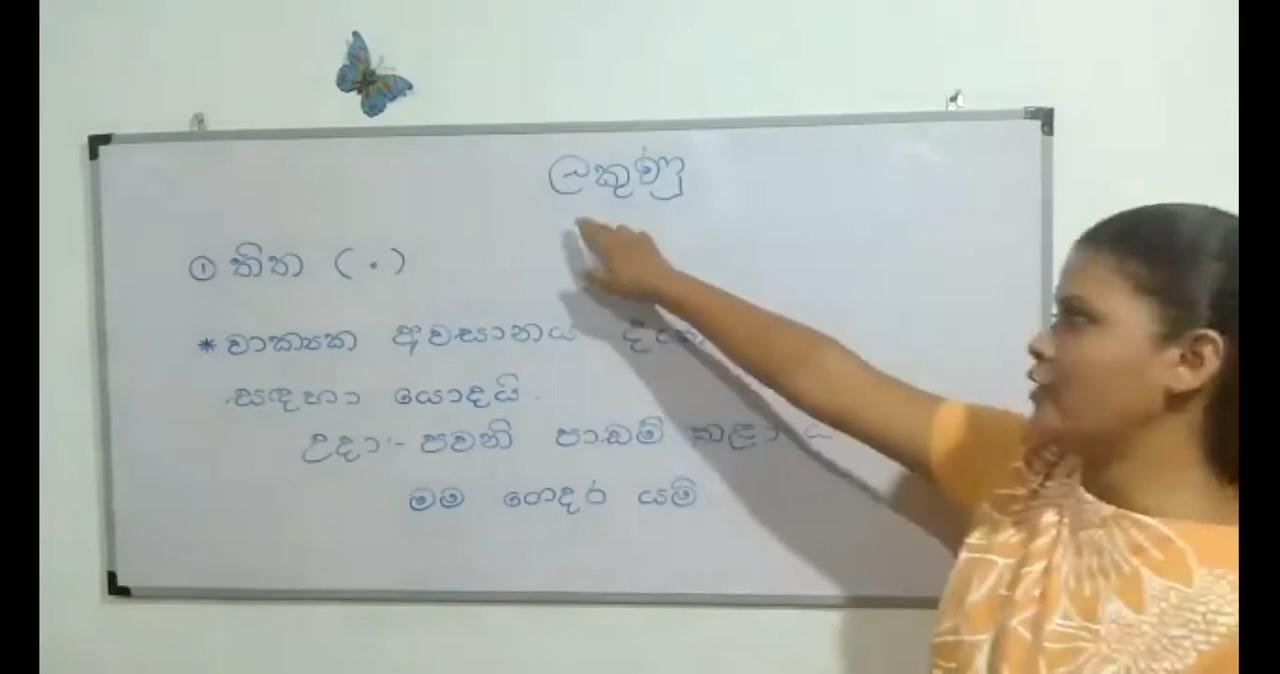 ලකුණු
① තිත ( . )
* වාක්‍යක අවසානය
සඳහා යොදයි.
උදා:- පවනි පාඩම් කළා ය
මම ගෙදර යමි